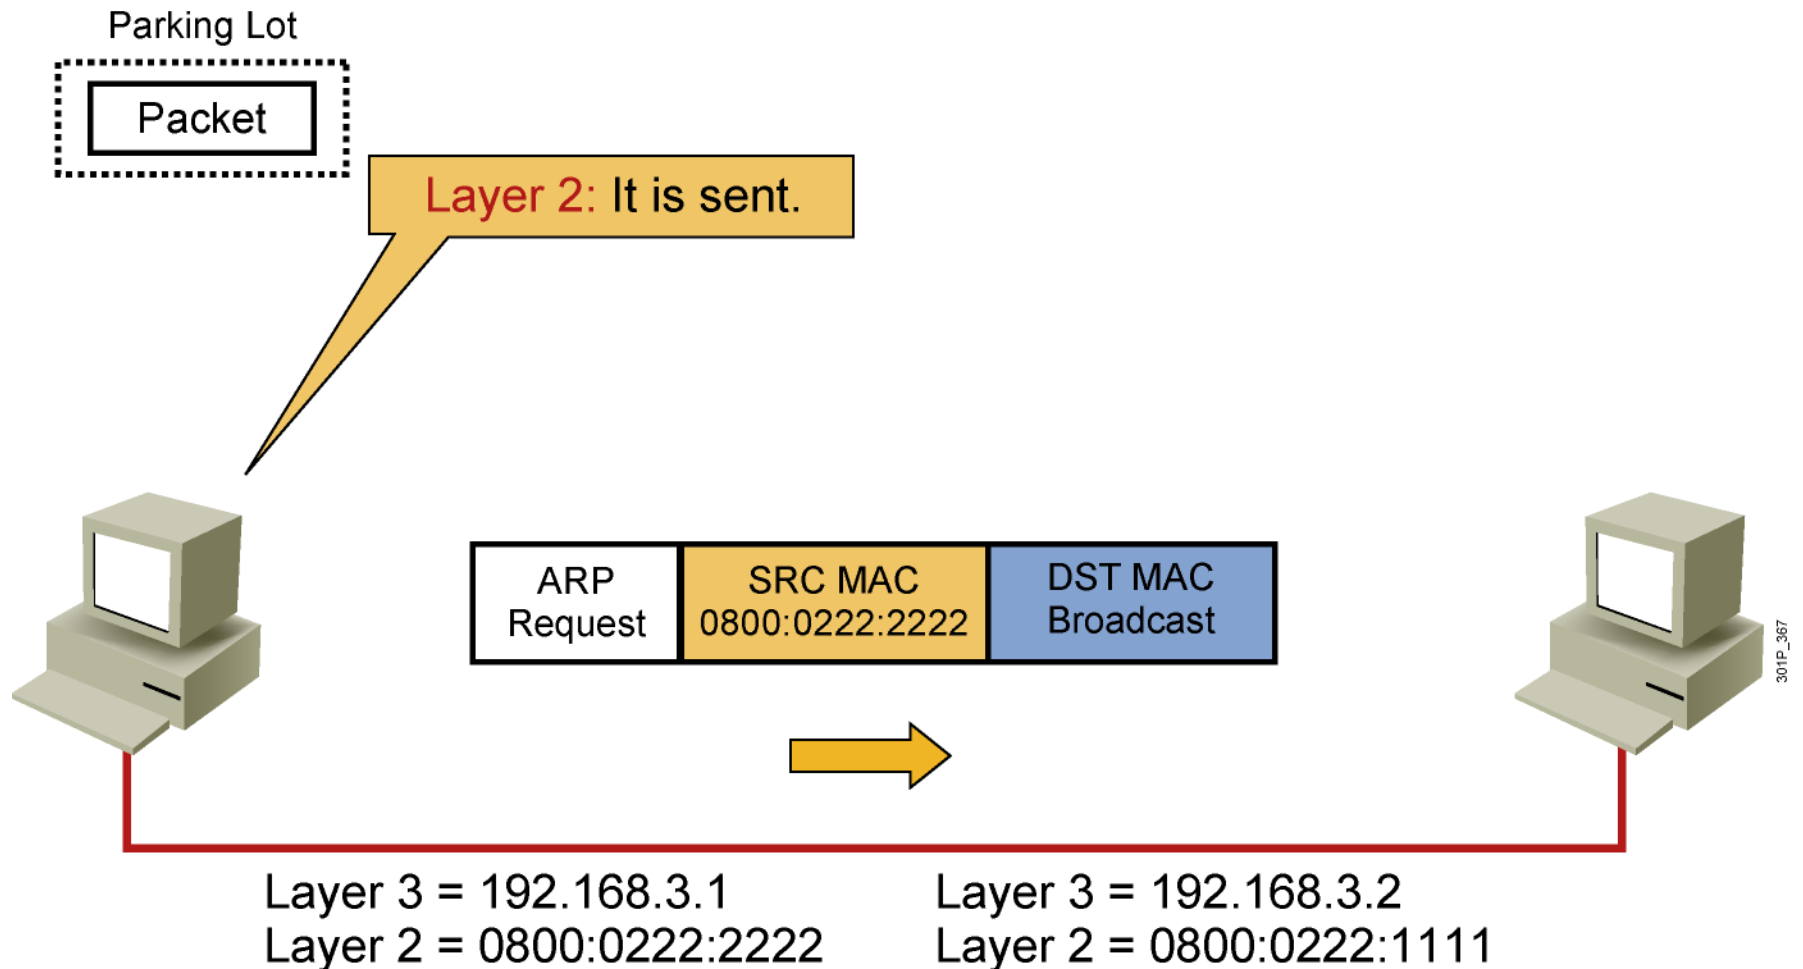 Parking Lot
Packet
Layer 2: It is sent.
ARP
Request
SRC MAC
0800:0222:2222
DST MAC
Broadcast
301P_367
Layer 3 = 192.168.3.1
Layer 2 = 0800:0222:2222
Layer 3 = 192.168.3.2
Layer 2 = 0800:0222:1111